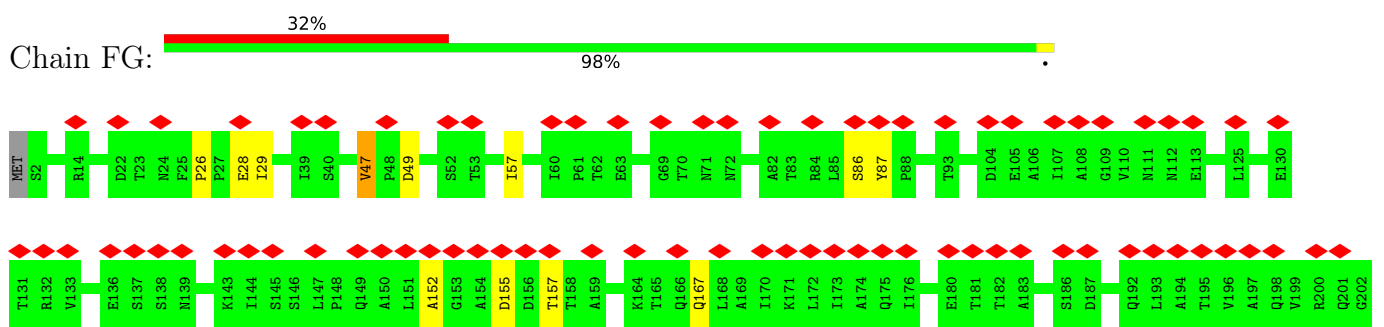 32%
Chain FG:
98%
•
MET S2 R14 D22 T23 N24 F25 P26 P27 E28 I29 I39 S40 V47 P48 D49 S52 T53 I57 I60 P61 T62 E63 G69 T70 N71 N72 A82 T83 R84 L85 S86 Y87 P88 T93 D104 E105 A106 I107 A108 G109 V110 N111 N112 E113 L125 E130
T131 R132 V133 E136 S137 S138 N139 K143 I144 S145 S146 L147 P148 Q149 A150 L151 A152 G153 A154 D155 D156 T157 T158 A159 K164 T165 Q166 Q167 L168 A169 I170 K171 L172 I173 A174 Q175 I176 E180 T181 T182 A183 S186 D187 Q192 L193 A194 T195 V196 A197 Q198 V199 R200 Q201 G202